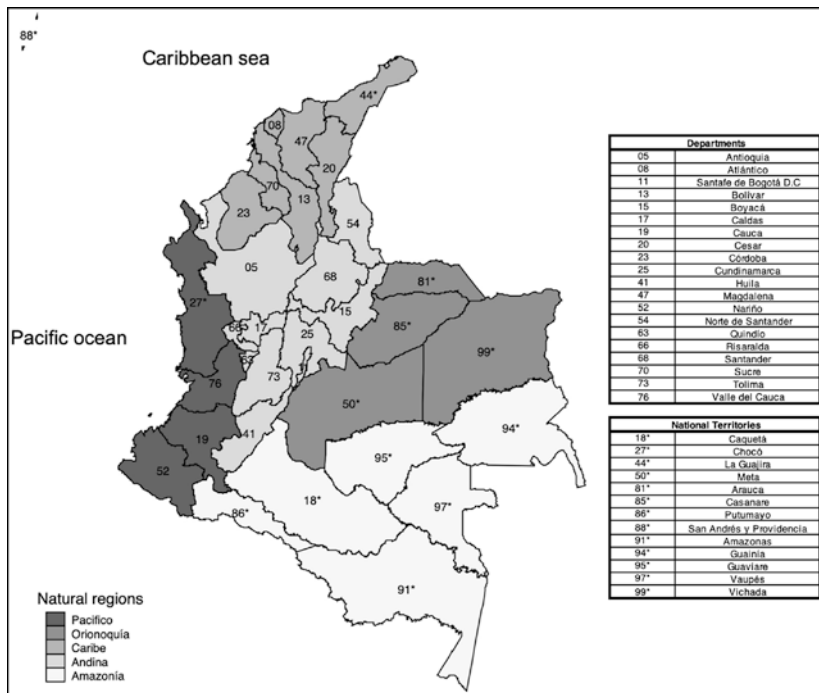 88*
Caribbean sea
44*
08
47
20
70
23
13
54
05
68
81*
27*
15
85*
Pacific ocean
66
17
25
99*
63
11
73
76
50*
94*
19
41
95*
52
18*
97*
86*
91*
Natural regions
Pacifico
Orionoquía
Caribe
Andina
Amazonía
Departments
05 Antioquia
08 Atlántico
11 Santafe de Bogotá D.C
13 Bolivar
15 Boyacá
17 Caldas
19 Cauca
20 Cesar
23 Córdoba
25 Cundinamarca
41 Huila
47 Magdalena
52 Nariño
54 Norte de Santander
63 Quindio
66 Risaralda
68 Santander
70 Sucre
73 Tolima
76 Valle del Cauca
National Territories
18* Caquetá
27* Chocó
44* La Guajira
50* Meta
81* Arauca
85* Casanare
86* Putumayo
88* San Andrés y Providencia
91* Amazonas
94* Guainía
95* Guaviare
97* Vaupés
99* Vichada